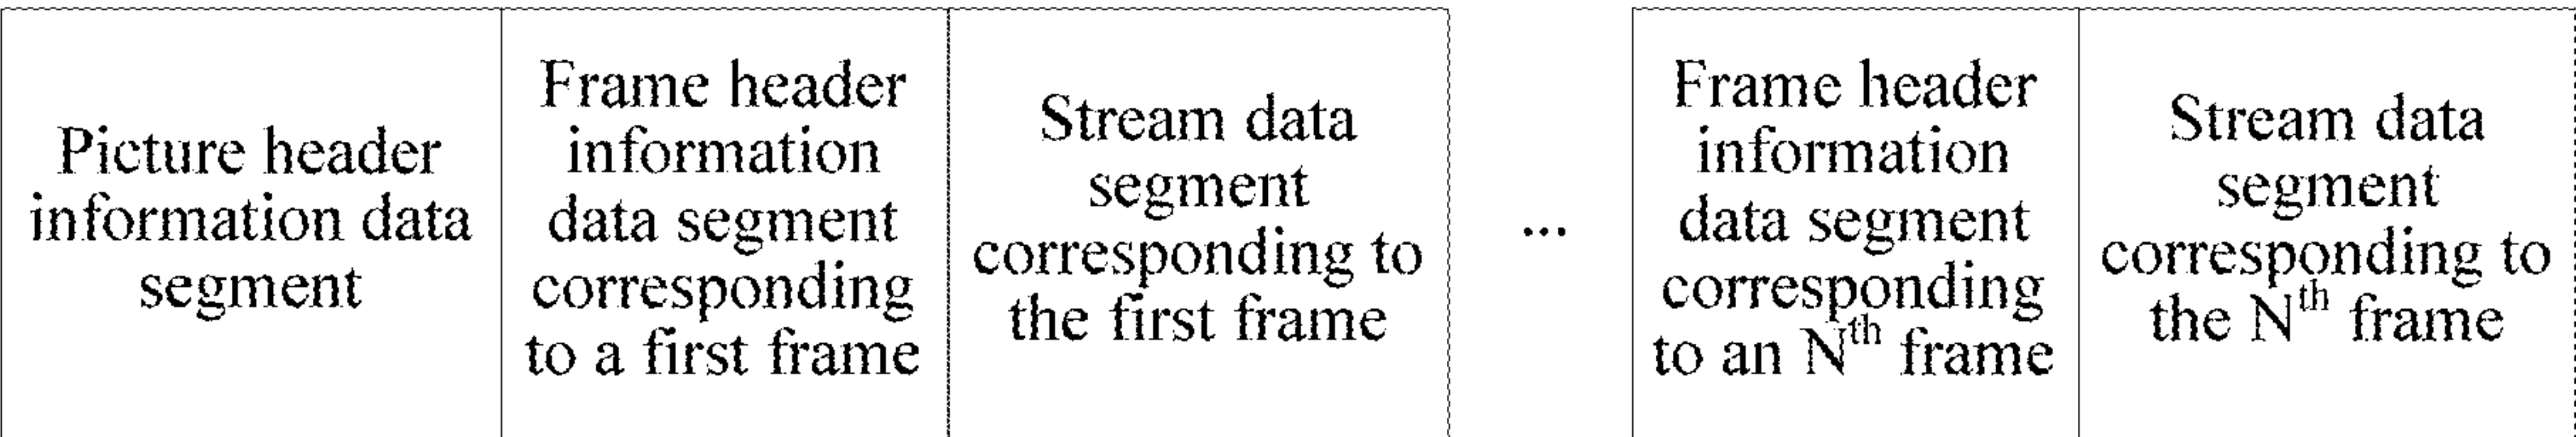 Picture header
information data
segment
Frame header
information
data segment
corresponding
to a first frame
Stream data
segment
corresponding to
the first frame
...
Frame header
information
data segment
corresponding
to an Nth frame
Stream data
segment
corresponding to
the Nth frame